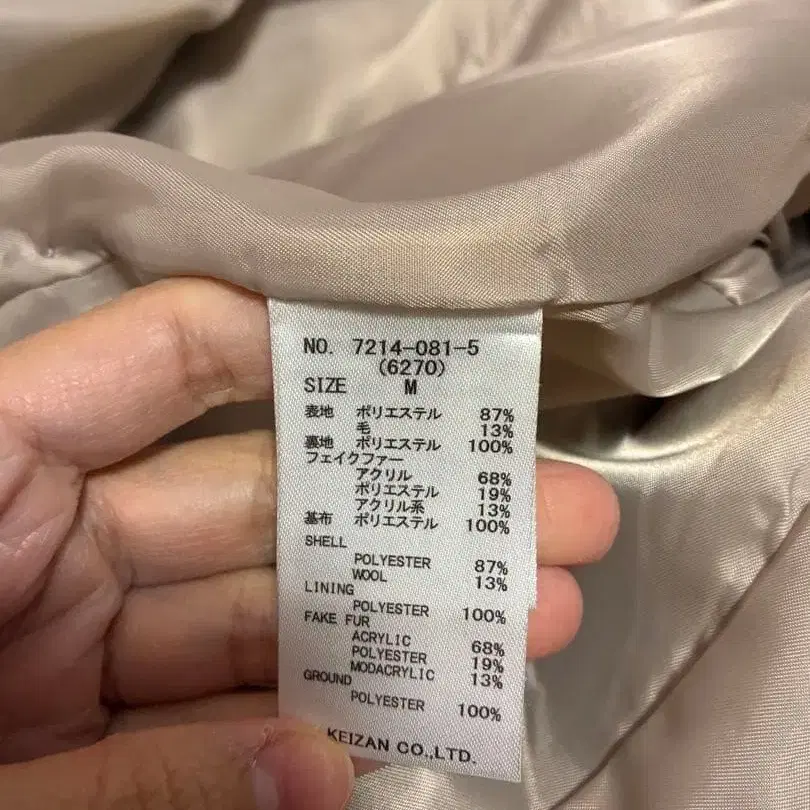 NO. 7214-081-5
(6270)
SIZE M
表地 ポリエステル 87%
毛 13%
裏地 ポリエステル 100%
フェイクファー
アクリル 68%
ポリエステル 19%
アクリル系 13%
基布 ポリエステル 100%
SHELL
POLYESTER 87%
WOOL 13%
LINING
POLYESTER 100%
FAKE FUR
ACRYLIC 68%
POLYESTER 19%
MODACRYLIC 13%
GROUND
POLYESTER 100%
KEIZAN CO.,LTD.